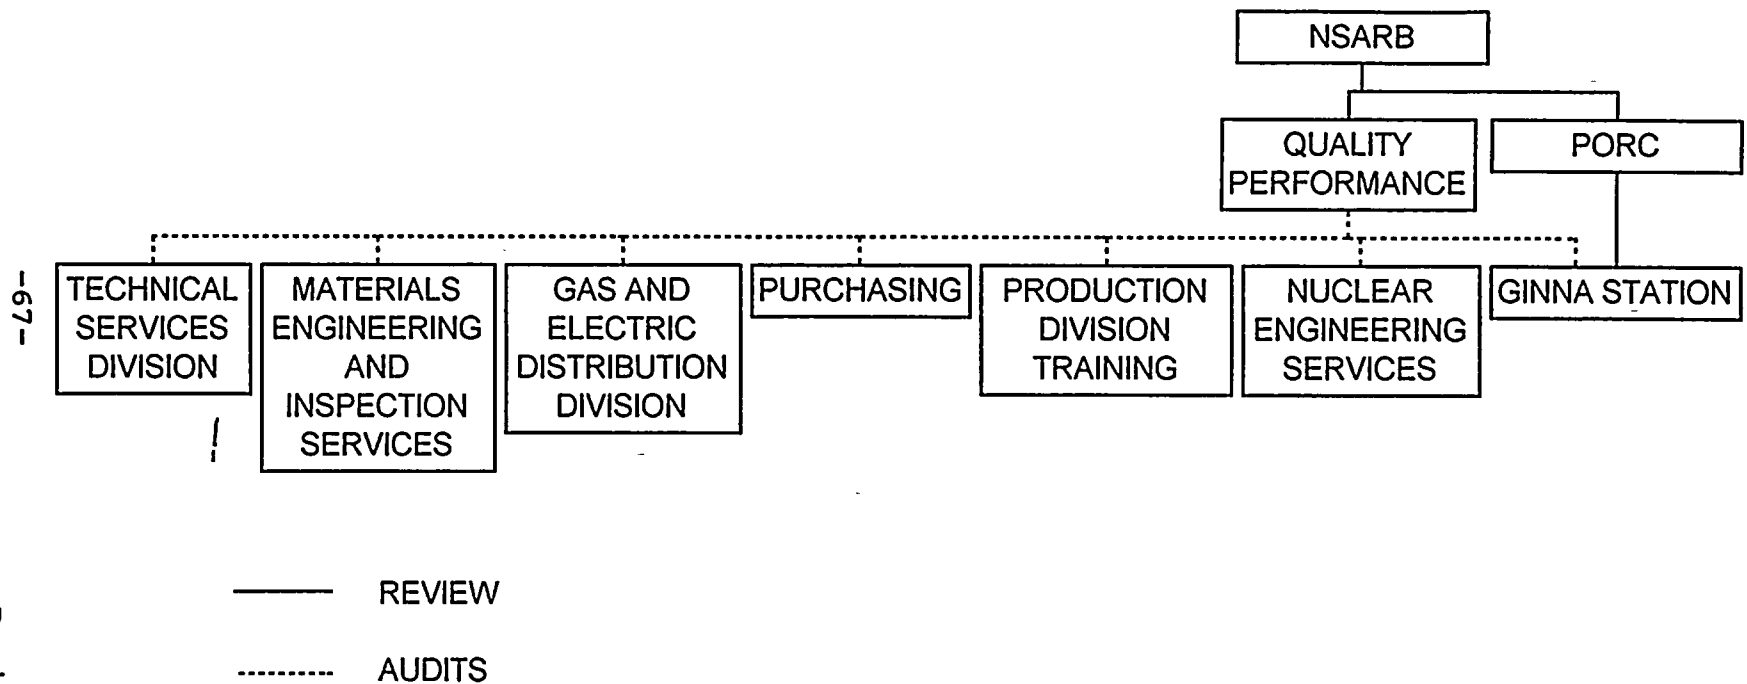 NSARB
QUALITY
PERFORMANCE
PORC
TECHNICAL
SERVICES
DIVISION
MATERIALS
ENGINEERING
AND
INSPECTION
SERVICES
GAS AND
ELECTRIC
DISTRIBUTION
DIVISION
PURCHASING
PRODUCTION
DIVISION
TRAINING
NUCLEAR
ENGINEERING
SERVICES
GINNA STATION
-67-
REVIEW
AUDITS